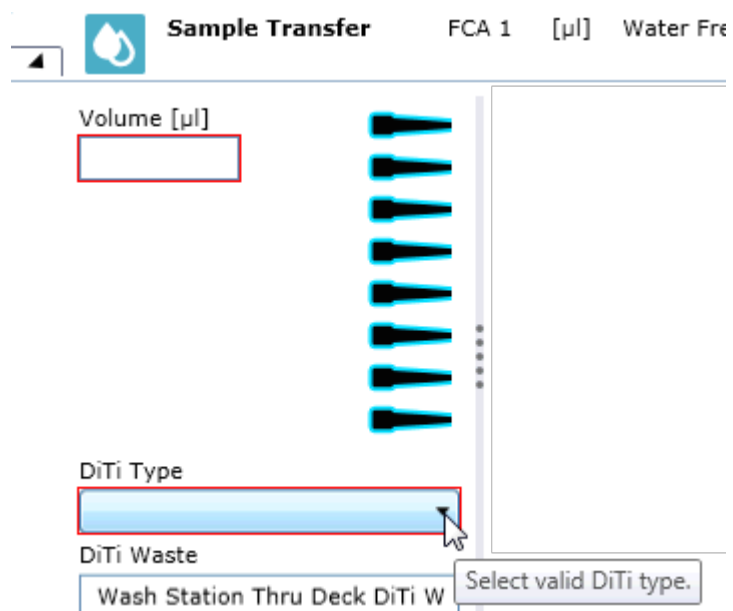 Sample Transfer FCA 1 [µl] Water Fre
Volume [µl]
DiTi Type
DiTi Waste
Select valid DiTi type.
Wash Station Thru Deck DiTi W